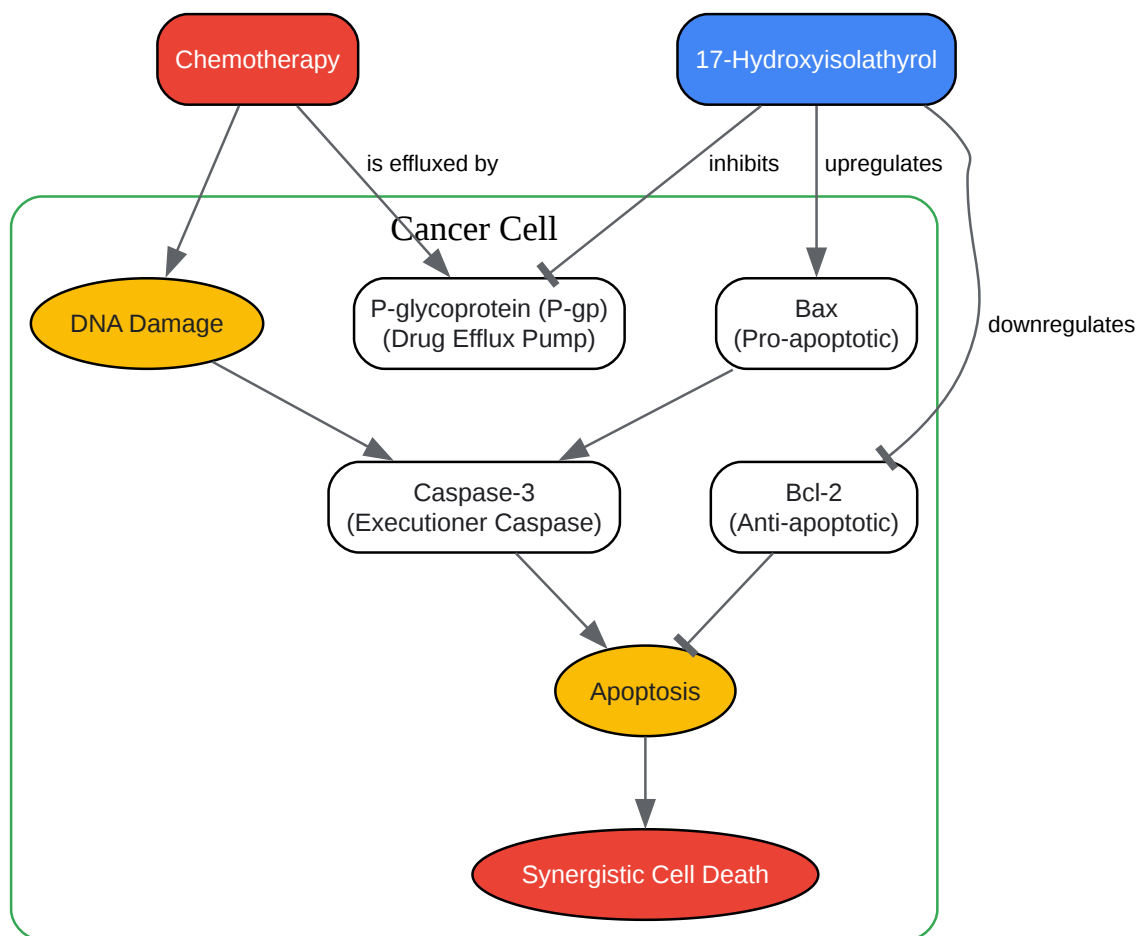 Chemotherapy
17-Hydroxyisolathyrol
is effluxed by
inhibits
upregulates
Cancer Cell
DNA Damage
P-glycoprotein (P-gp)
(Drug Efflux Pump)
Bax
(Pro-apoptotic)
downregulates
Caspase-3
(Executioner Caspase)
Bcl-2
(Anti-apoptotic)
Apoptosis
Synergistic Cell Death